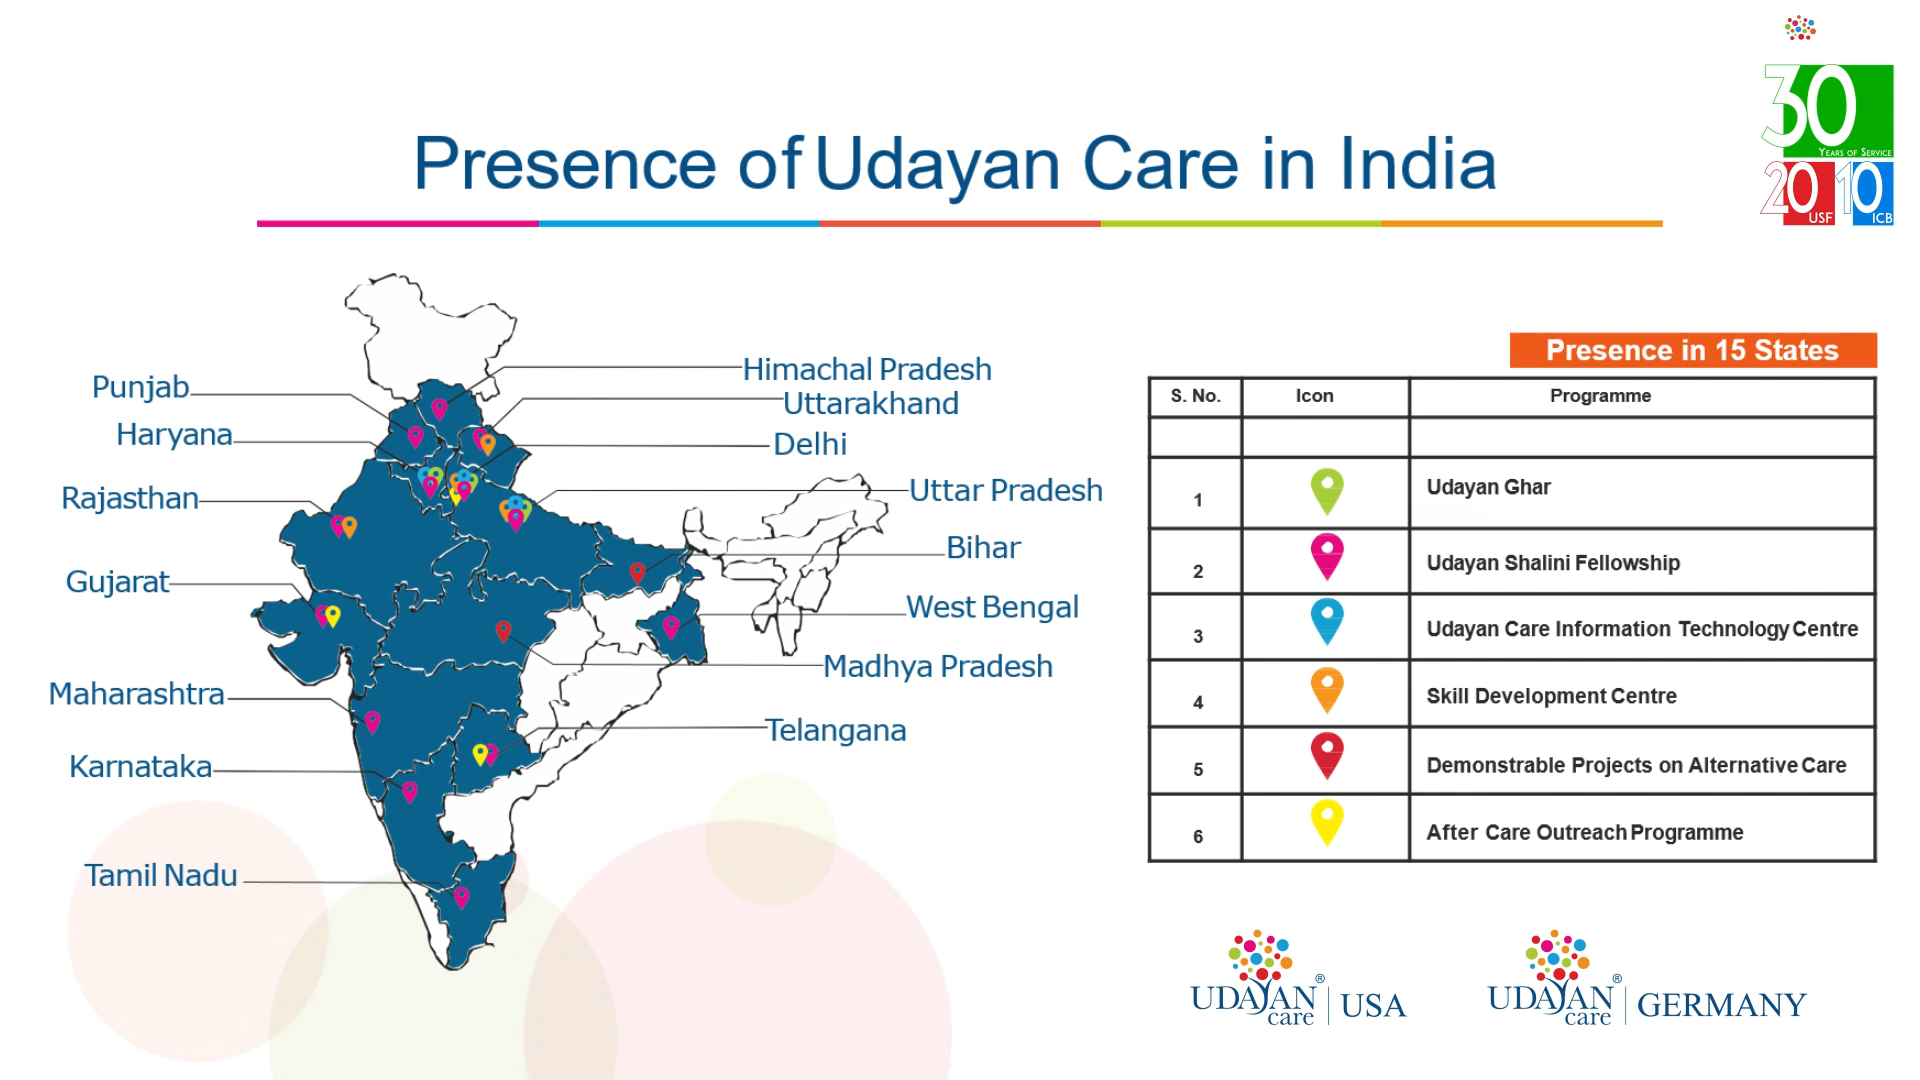 30
YEARS OF SERVICE
20 USF
10 ICB
Presence of Udayan Care in India
Punjab
Haryana
Rajasthan
Gujarat
Maharashtra
Karnataka
Tamil Nadu
Himachal Pradesh
Uttarakhand
Delhi
Uttar Pradesh
Bihar
West Bengal
Madhya Pradesh
Telangana
Presence in 15 States
S. No. Icon Programme
1 Udayan Ghar
2 Udayan Shalini Fellowship
3 Udayan Care Information Technology Centre
4 Skill Development Centre
5 Demonstrable Projects on Alternative Care
6 After Care Outreach Programme
UDAYAN® care USA
UDAYAN® care GERMANY